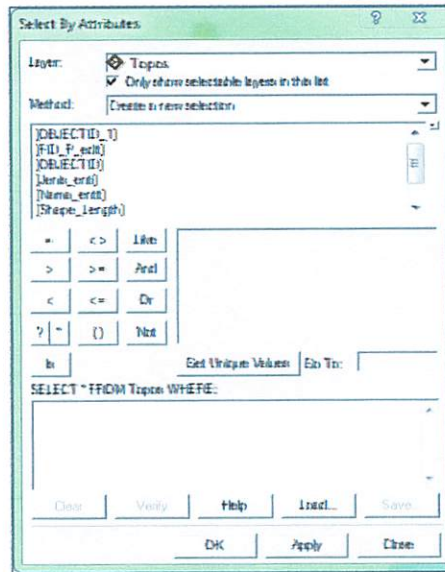 Select By Attributes
Layer: Topos
Only show selectable layers in this list
Method: Create a new selection
[OBJECTID_1]
[OBJECTID]
[Shape_Length]
= <> Like
> >= And
< <= Or
? * () Not
Is
Get Unique Values Go To:
SELECT * FROM Topos WHERE:
Clear Verify Help Load... Save...
OK Apply Close